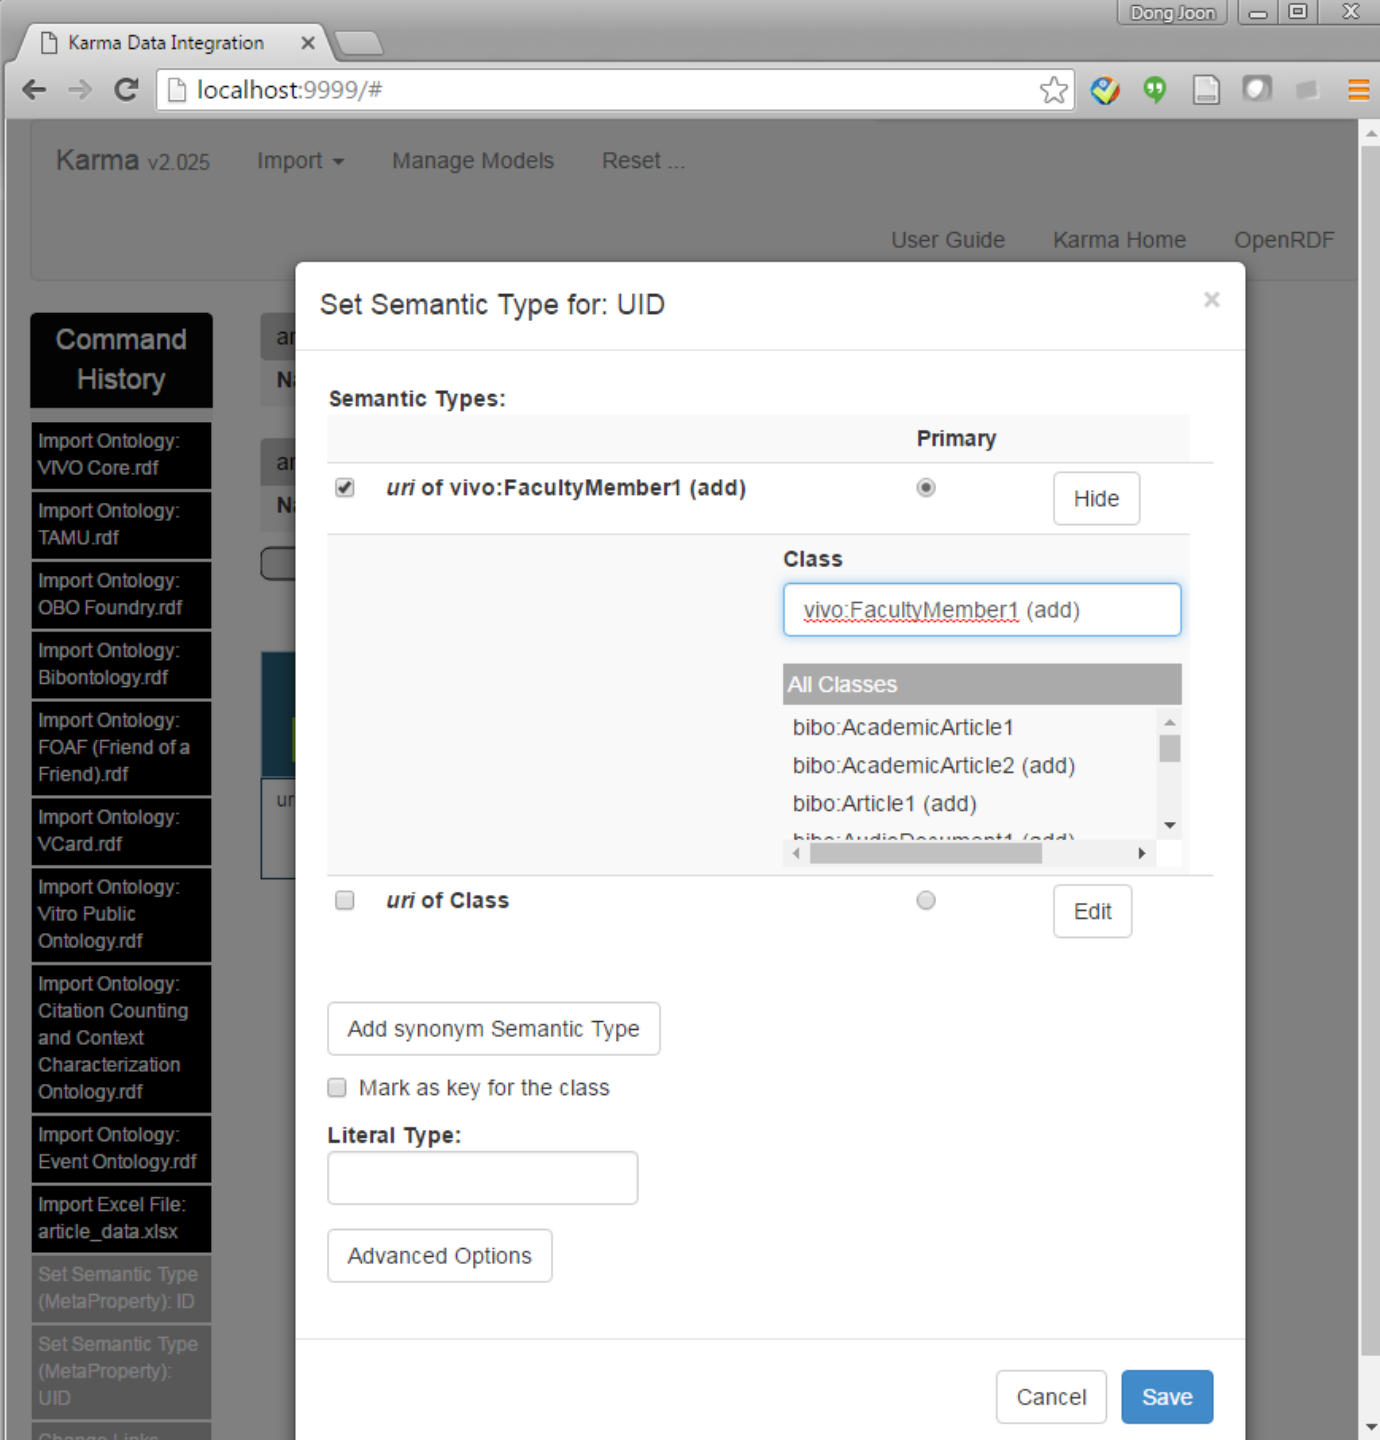 Dong Joon
Karma Data Integration
localhost:9999/#
Karma v2.025 Import Manage Models Reset ...
User Guide Karma Home OpenRDF
Command
History
Import Ontology:
VIVO Core.rdf
Import Ontology:
TAMU.rdf
Import Ontology:
OBO Foundry.rdf
Import Ontology:
Bibontology.rdf
Import Ontology:
FOAF (Friend of a
Friend).rdf
Import Ontology:
VCard.rdf
Import Ontology:
Vitro Public
Ontology.rdf
Import Ontology:
Citation Counting
and Context
Characterization
Ontology.rdf
Import Ontology:
Event Ontology.rdf
Import Excel File:
article_data.xlsx
Set Semantic Type
(MetaProperty): ID
Set Semantic Type
(MetaProperty):
UID
Change Links
Set Semantic Type for: UID
Semantic Types:
Primary
uri of vivo:FacultyMember1 (add)
Hide
Class
vivo:FacultyMember1 (add)
All Classes
bibo:AcademicArticle1
bibo:AcademicArticle2 (add)
bibo:Article1 (add)
bibo:AudioDocument1 (add)
uri of Class
Edit
Add synonym Semantic Type
Mark as key for the class
Literal Type:
Advanced Options
Cancel Save